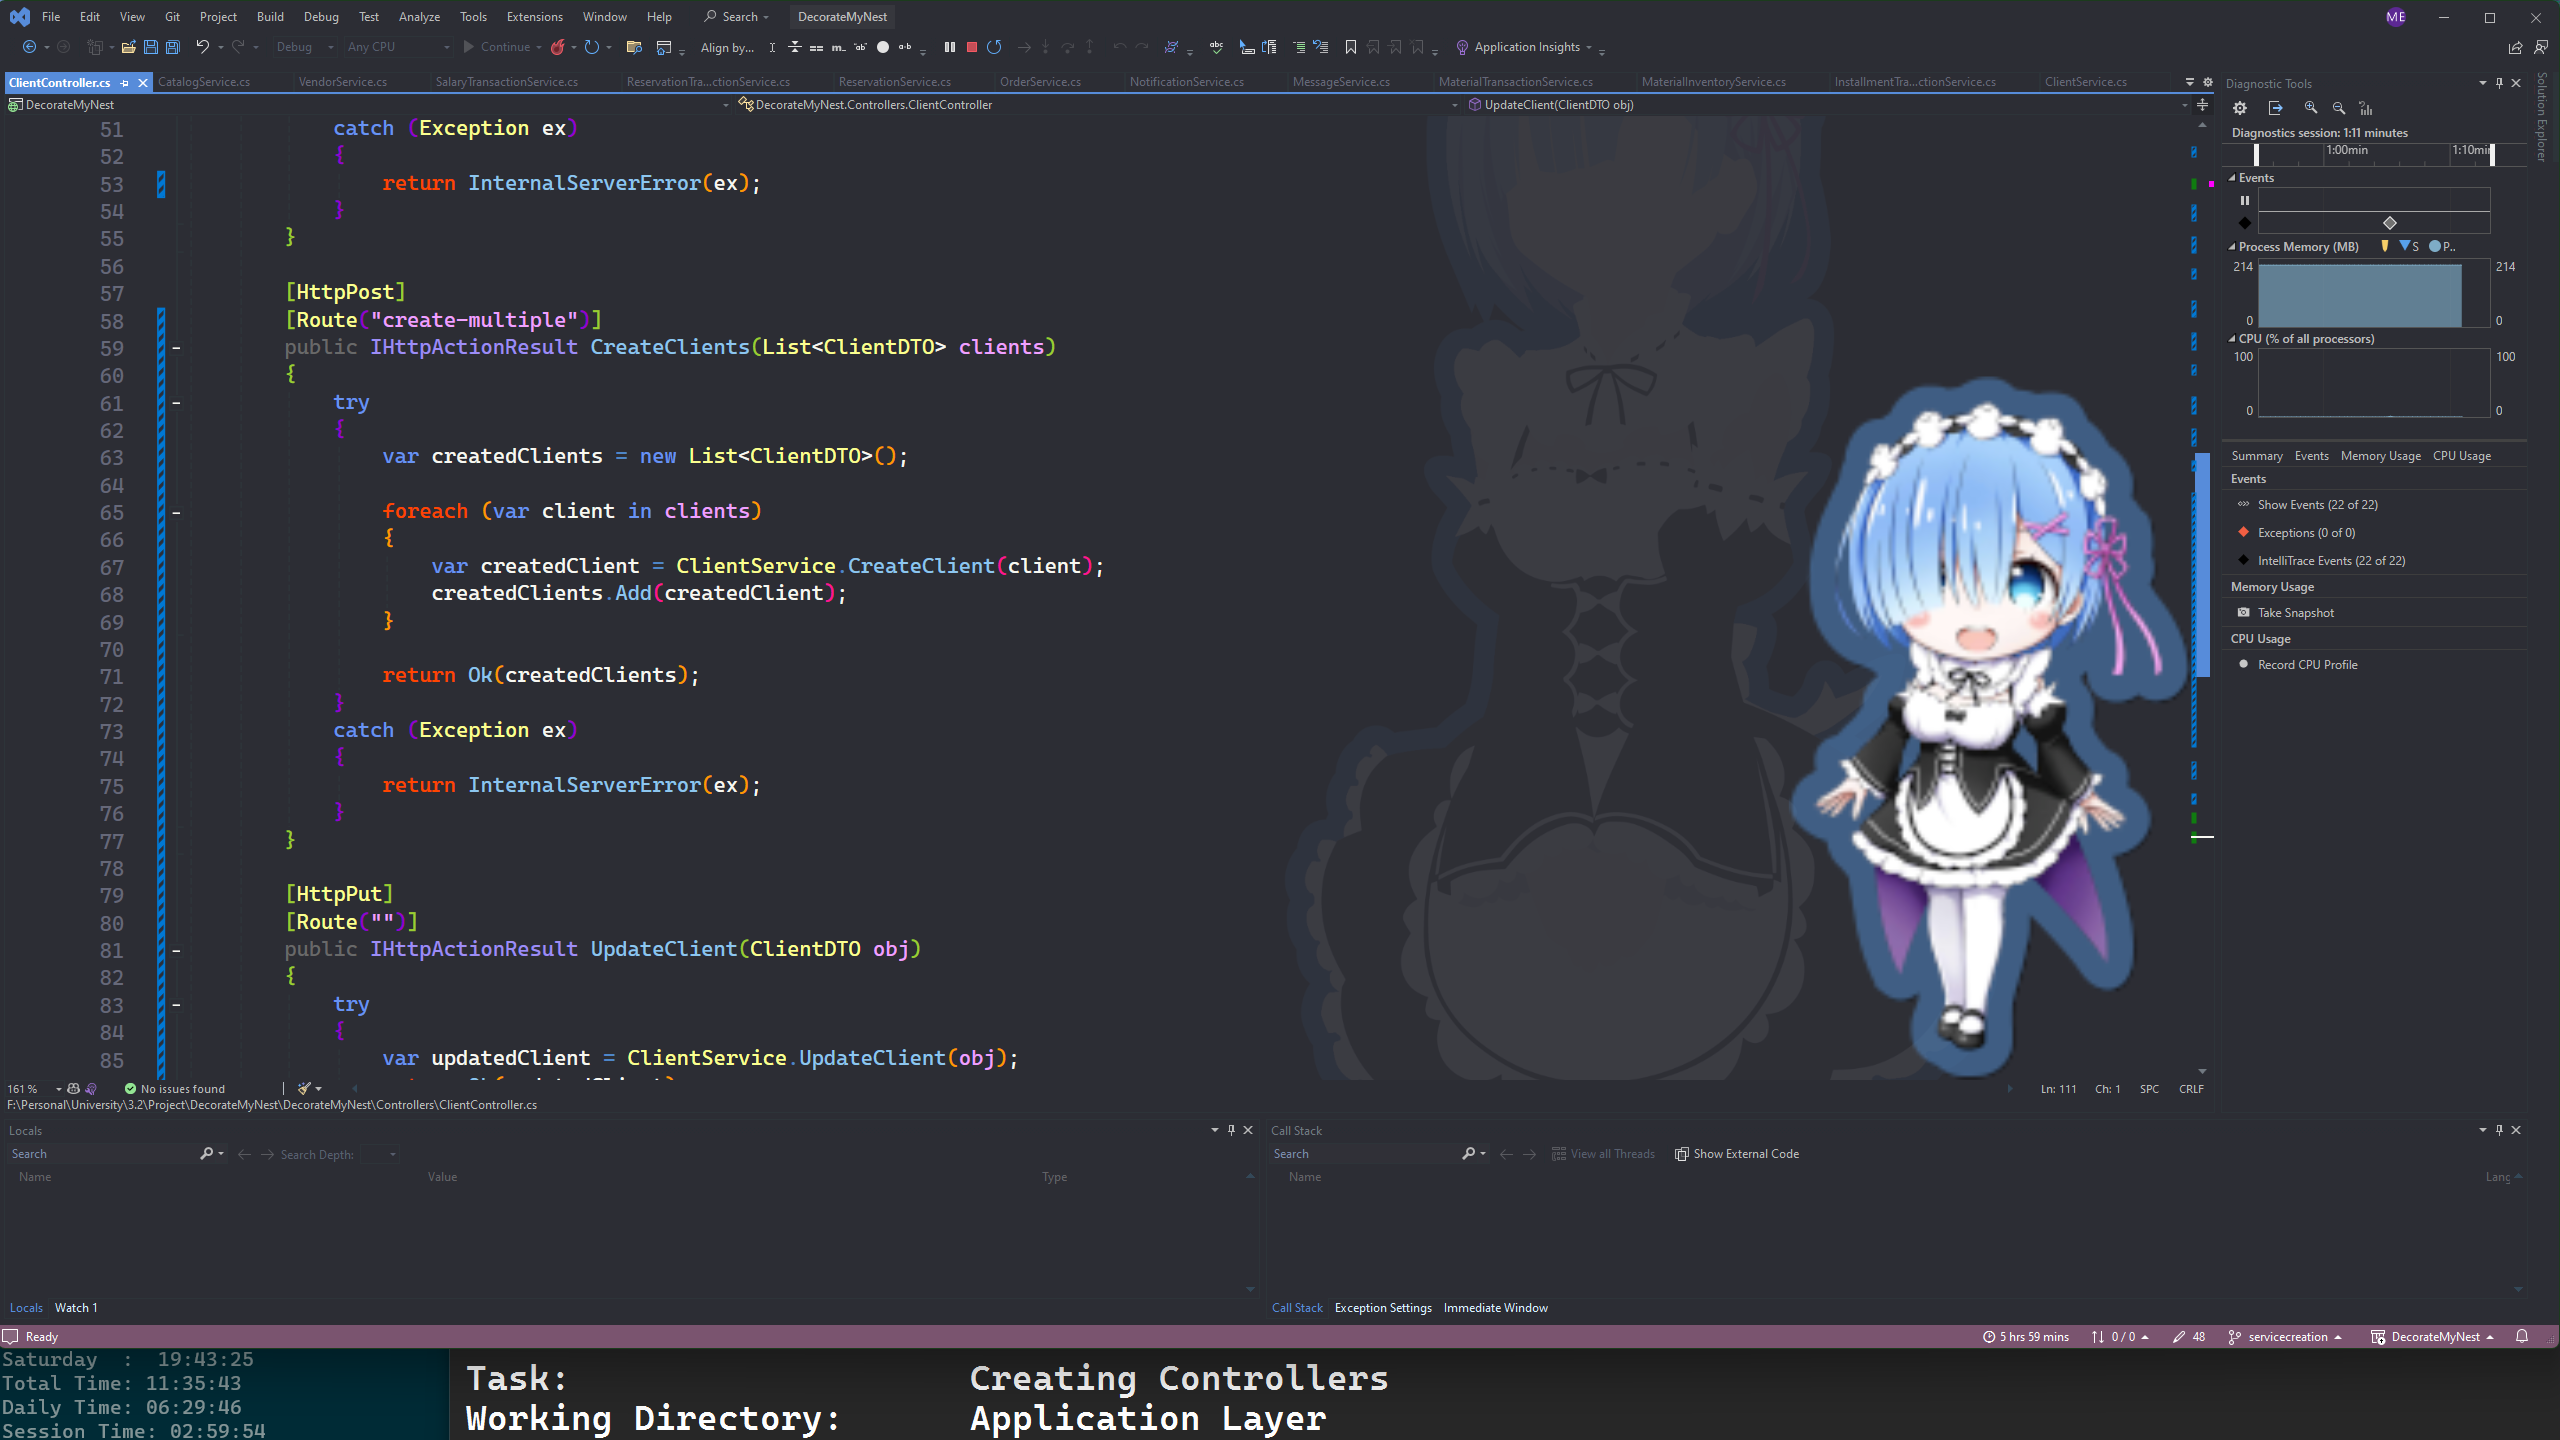 File Edit View Git Project Build Debug Test Analyze Tools Extensions Window Help Search DecorateMyNest ME
Debug Any CPU Continue Align by... Application Insights
ClientController.cs CatalogService.cs VendorService.cs SalaryTransactionService.cs ReservationTra...ctionService.cs ReservationService.cs OrderService.cs NotificationService.cs MessageService.cs MaterialTransactionService.cs MaterialInventoryService.cs InstallmentTra...ctionService.cs ClientService.cs
DecorateMyNest DecorateMyNest.Controllers.ClientController UpdateClient(ClientDTO obj)
51 catch (Exception ex)
52 {
53 return InternalServerError(ex);
54 }
55 }
56
57 [HttpPost]
58 [Route("create-multiple")]
59 public IHttpActionResult CreateClients(List<ClientDTO> clients)
60 {
61 try
62 {
63 var createdClients = new List<ClientDTO>();
64
65 foreach (var client in clients)
66 {
67 var createdClient = ClientService.CreateClient(client);
68 createdClients.Add(createdClient);
69 }
70
71 return Ok(createdClients);
72 }
73 catch (Exception ex)
74 {
75 return InternalServerError(ex);
76 }
77 }
78
79 [HttpPut]
80 [Route("")]
81 public IHttpActionResult UpdateClient(ClientDTO obj)
82 {
83 try
84 {
85 var updatedClient = ClientService.UpdateClient(obj);
161 % No issues found Ln: 111 Ch: 1 SPC CRLF
F:\Personal\University\3.2\Project\DecorateMyNest\DecorateMyNest\Controllers\ClientController.cs
Diagnostic Tools
Solution Explorer
Diagnostics session: 1:11 minutes
1:00min 1:10min
Events
Process Memory (MB) S P..
214 214
0 0
CPU (% of all processors)
100 100
0 0
Summary Events Memory Usage CPU Usage
Events
Show Events (22 of 22)
Exceptions (0 of 0)
IntelliTrace Events (22 of 22)
Memory Usage
Take Snapshot
CPU Usage
Record CPU Profile
Locals
Search Search Depth:
Name Value Type
Locals Watch 1
Call Stack
Search View all Threads Show External Code
Name Lang
Call Stack Exception Settings Immediate Window
Ready 5 hrs 59 mins 0 / 0 48 servicecreation DecorateMyNest
Saturday : 19:43:25
Total Time: 11:35:43
Daily Time: 06:29:46
Session Time: 02:59:54
Task: Creating Controllers
Working Directory: Application Layer